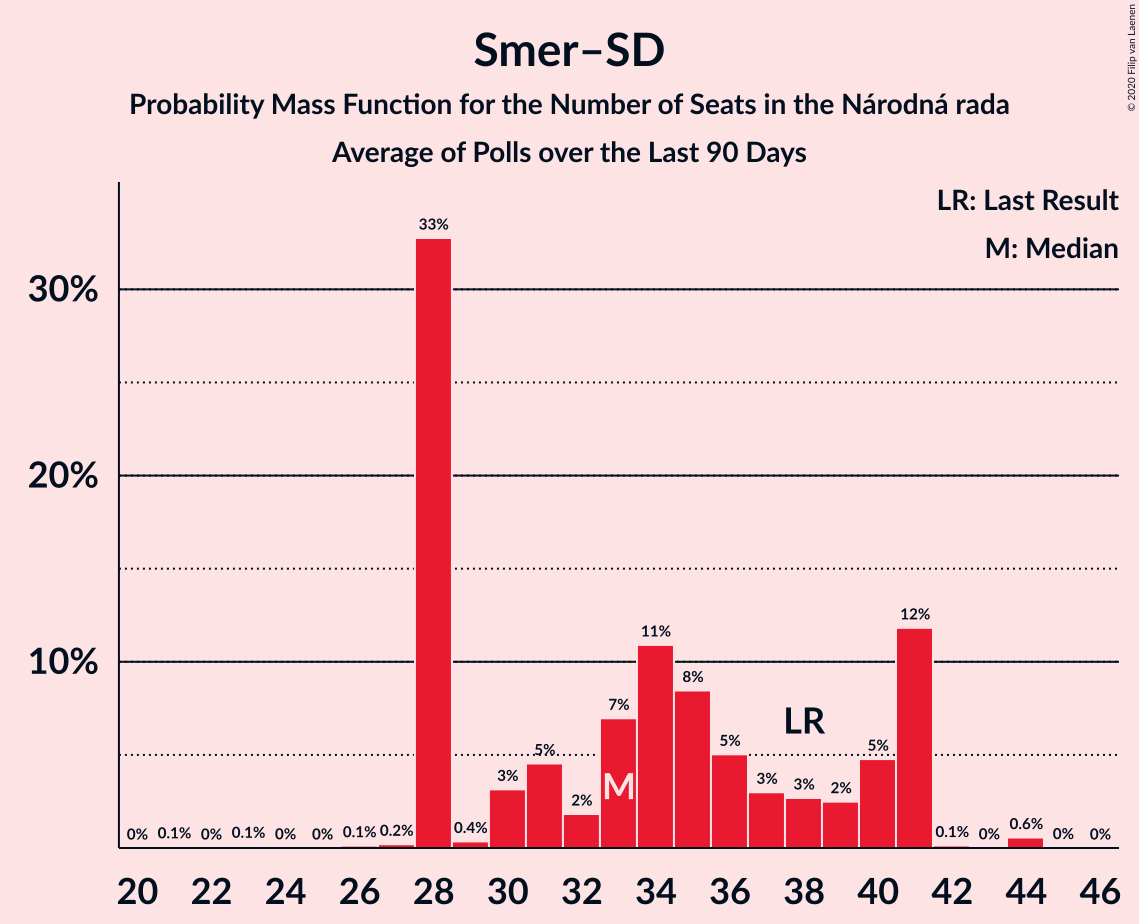 © 2020 Filip van Laenen
Smer–SD
Probability Mass Function for the Number of Seats in the Národná rada
Average of Polls over the Last 90 Days
LR: Last Result
M: Median
30%
20%
10%
0% 0.1% 0% 0.1% 0% 0% 0.1% 0.2% 33% 0.4% 3% 5% 2% 7% 11% 8% 5% 3% 3% 2% 5% 12% 0.1% 0% 0.6% 0% 0%
LR
M
20 22 24 26 28 30 32 34 36 38 40 42 44 46